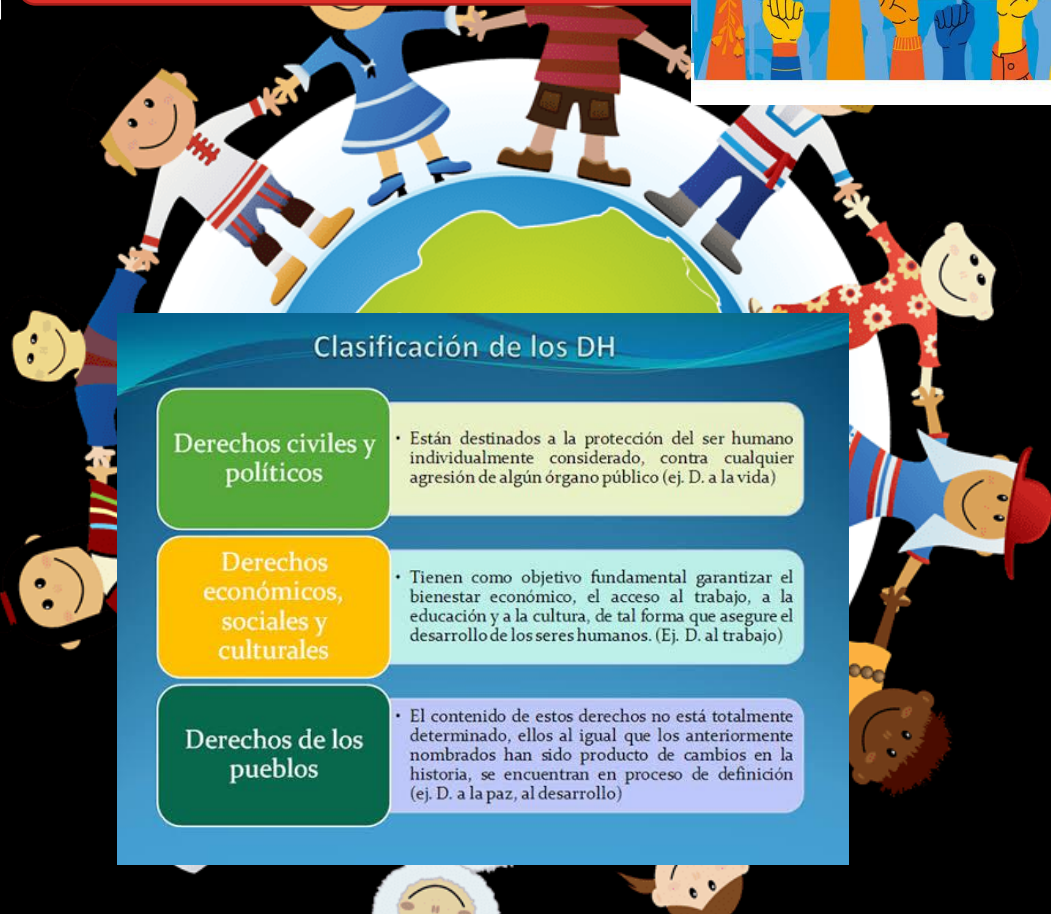 Clasificación de los DH
Derechos civiles y
políticos
• Están destinados a la protección del ser humano
individualmente considerado, contra cualquier
agresión de algún órgano público (ej. D. a la vida)
Derechos
económicos,
sociales y
culturales
• Tienen como objetivo fundamental garantizar el
bienestar económico, el acceso al trabajo, a la
educación y a la cultura, de tal forma que asegure el
desarrollo de los seres humanos. (Ej. D. al trabajo)
Derechos de los
pueblos
• El contenido de estos derechos no está totalmente
determinado, ellos al igual que los anteriormente
nombrados han sido producto de cambios en la
historia, se encuentran en proceso de definición
(ej. D. a la paz, al desarrollo)